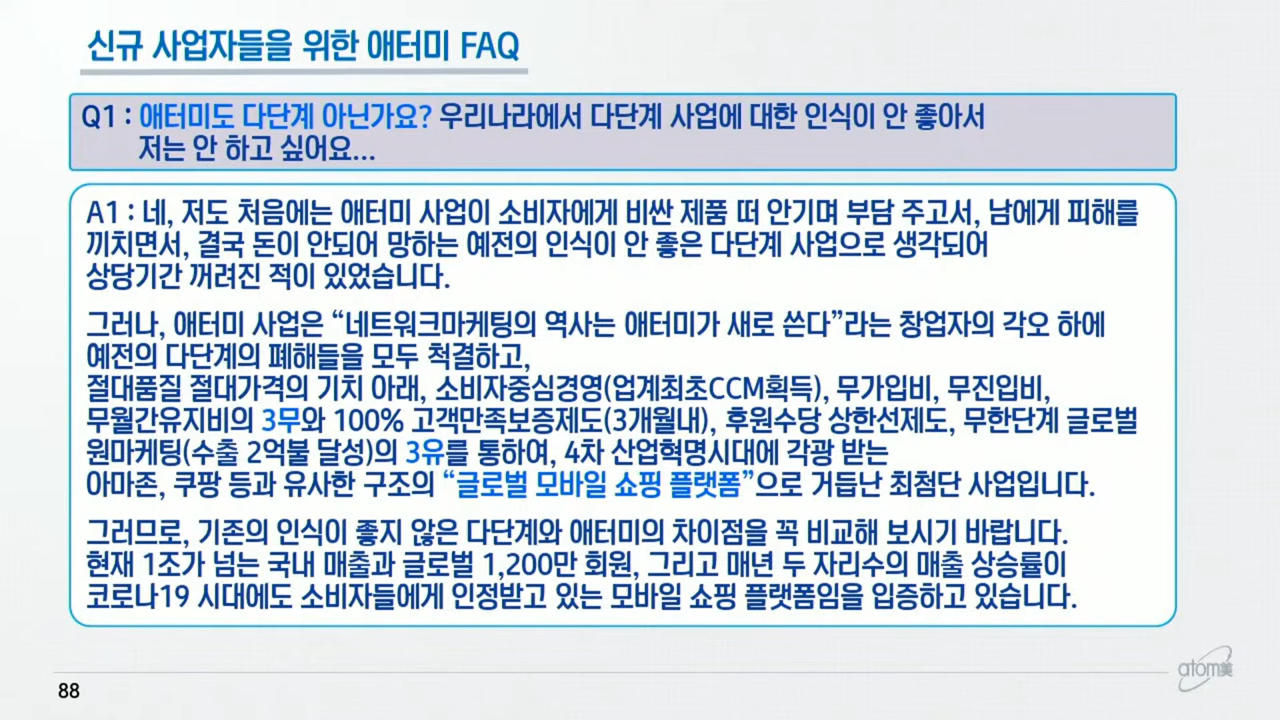 신규 사업자들을 위한 애터미 FAQ
Q1 : 애터미도 다단계 아닌가요? 우리나라에서 다단계 사업에 대한 인식이 안 좋아서
저는 안 하고 싶어요...
A1 : 네, 저도 처음에는 애터미 사업이 소비자에게 비싼 제품 떠 안기며 부담 주고서, 남에게 피해를
끼치면서, 결국 돈이 안되어 망하는 예전의 인식이 안 좋은 다단계 사업으로 생각되어
상당기간 꺼려진 적이 있었습니다.
그러나, 애터미 사업은 “네트워크마케팅의 역사는 애터미가 새로 쓴다”라는 창업자의 각오 하에
예전의 다단계의 폐해들을 모두 척결하고,
절대품질 절대가격의 기치 아래, 소비자중심경영(업계최초CCM획득), 무가입비, 무진입비,
무월간유지비의 3무와 100% 고객만족보증제도(3개월내), 후원수당 상한선제도, 무한단계 글로벌
원마케팅(수출 2억불 달성)의 3유를 통하여, 4차 산업혁명시대에 각광 받는
아마존, 쿠팡 등과 유사한 구조의 “글로벌 모바일 쇼핑 플랫폼”으로 거듭난 최첨단 사업입니다.
그러므로, 기존의 인식이 좋지 않은 다단계와 애터미의 차이점을 꼭 비교해 보시기 바랍니다.
현재 1조가 넘는 국내 매출과 글로벌 1,200만 회원, 그리고 매년 두 자리수의 매출 상승률이
코로나19 시대에도 소비자들에게 인정받고 있는 모바일 쇼핑 플랫폼임을 입증하고 있습니다.
atom美
88